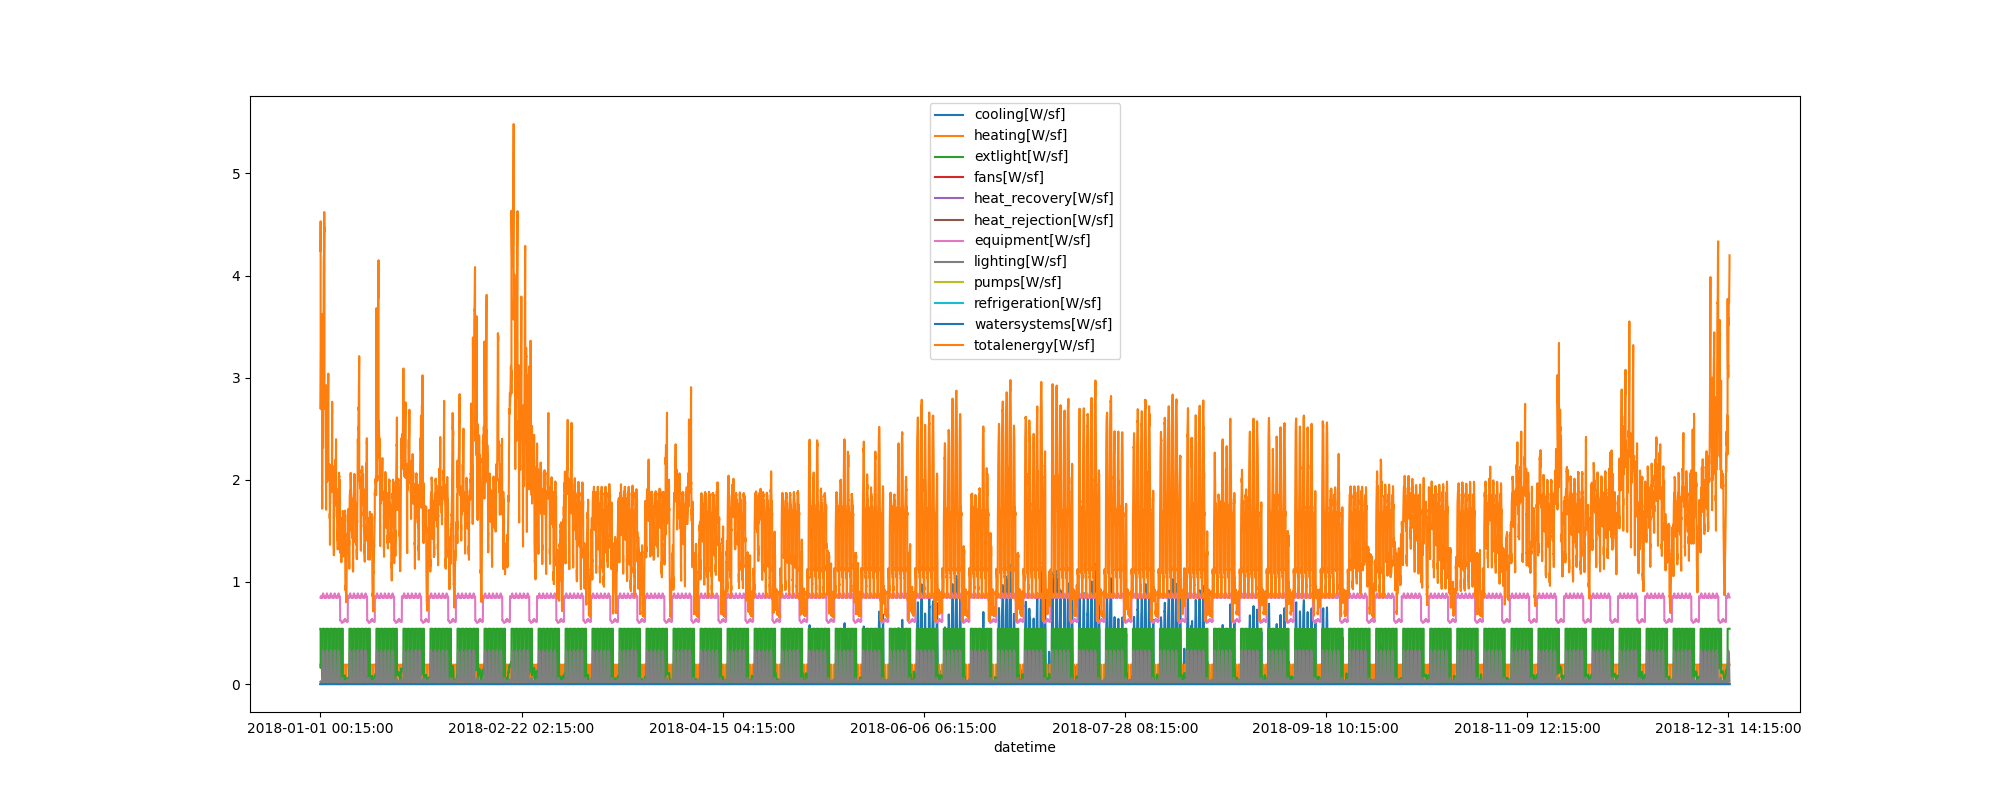 cooling[W/sf]
heating[W/sf]
extlight[W/sf]
fans[W/sf]
heat_recovery[W/sf]
heat_rejection[W/sf]
equipment[W/sf]
lighting[W/sf]
pumps[W/sf]
refrigeration[W/sf]
watersystems[W/sf]
totalenergy[W/sf]
5
4
3
2
1
0
2018-01-01 00:15:00 2018-02-22 02:15:00 2018-04-15 04:15:00 2018-06-06 06:15:00 2018-07-28 08:15:00 2018-09-18 10:15:00 2018-11-09 12:15:00 2018-12-31 14:15:00
datetime